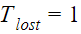 T_lost = 1